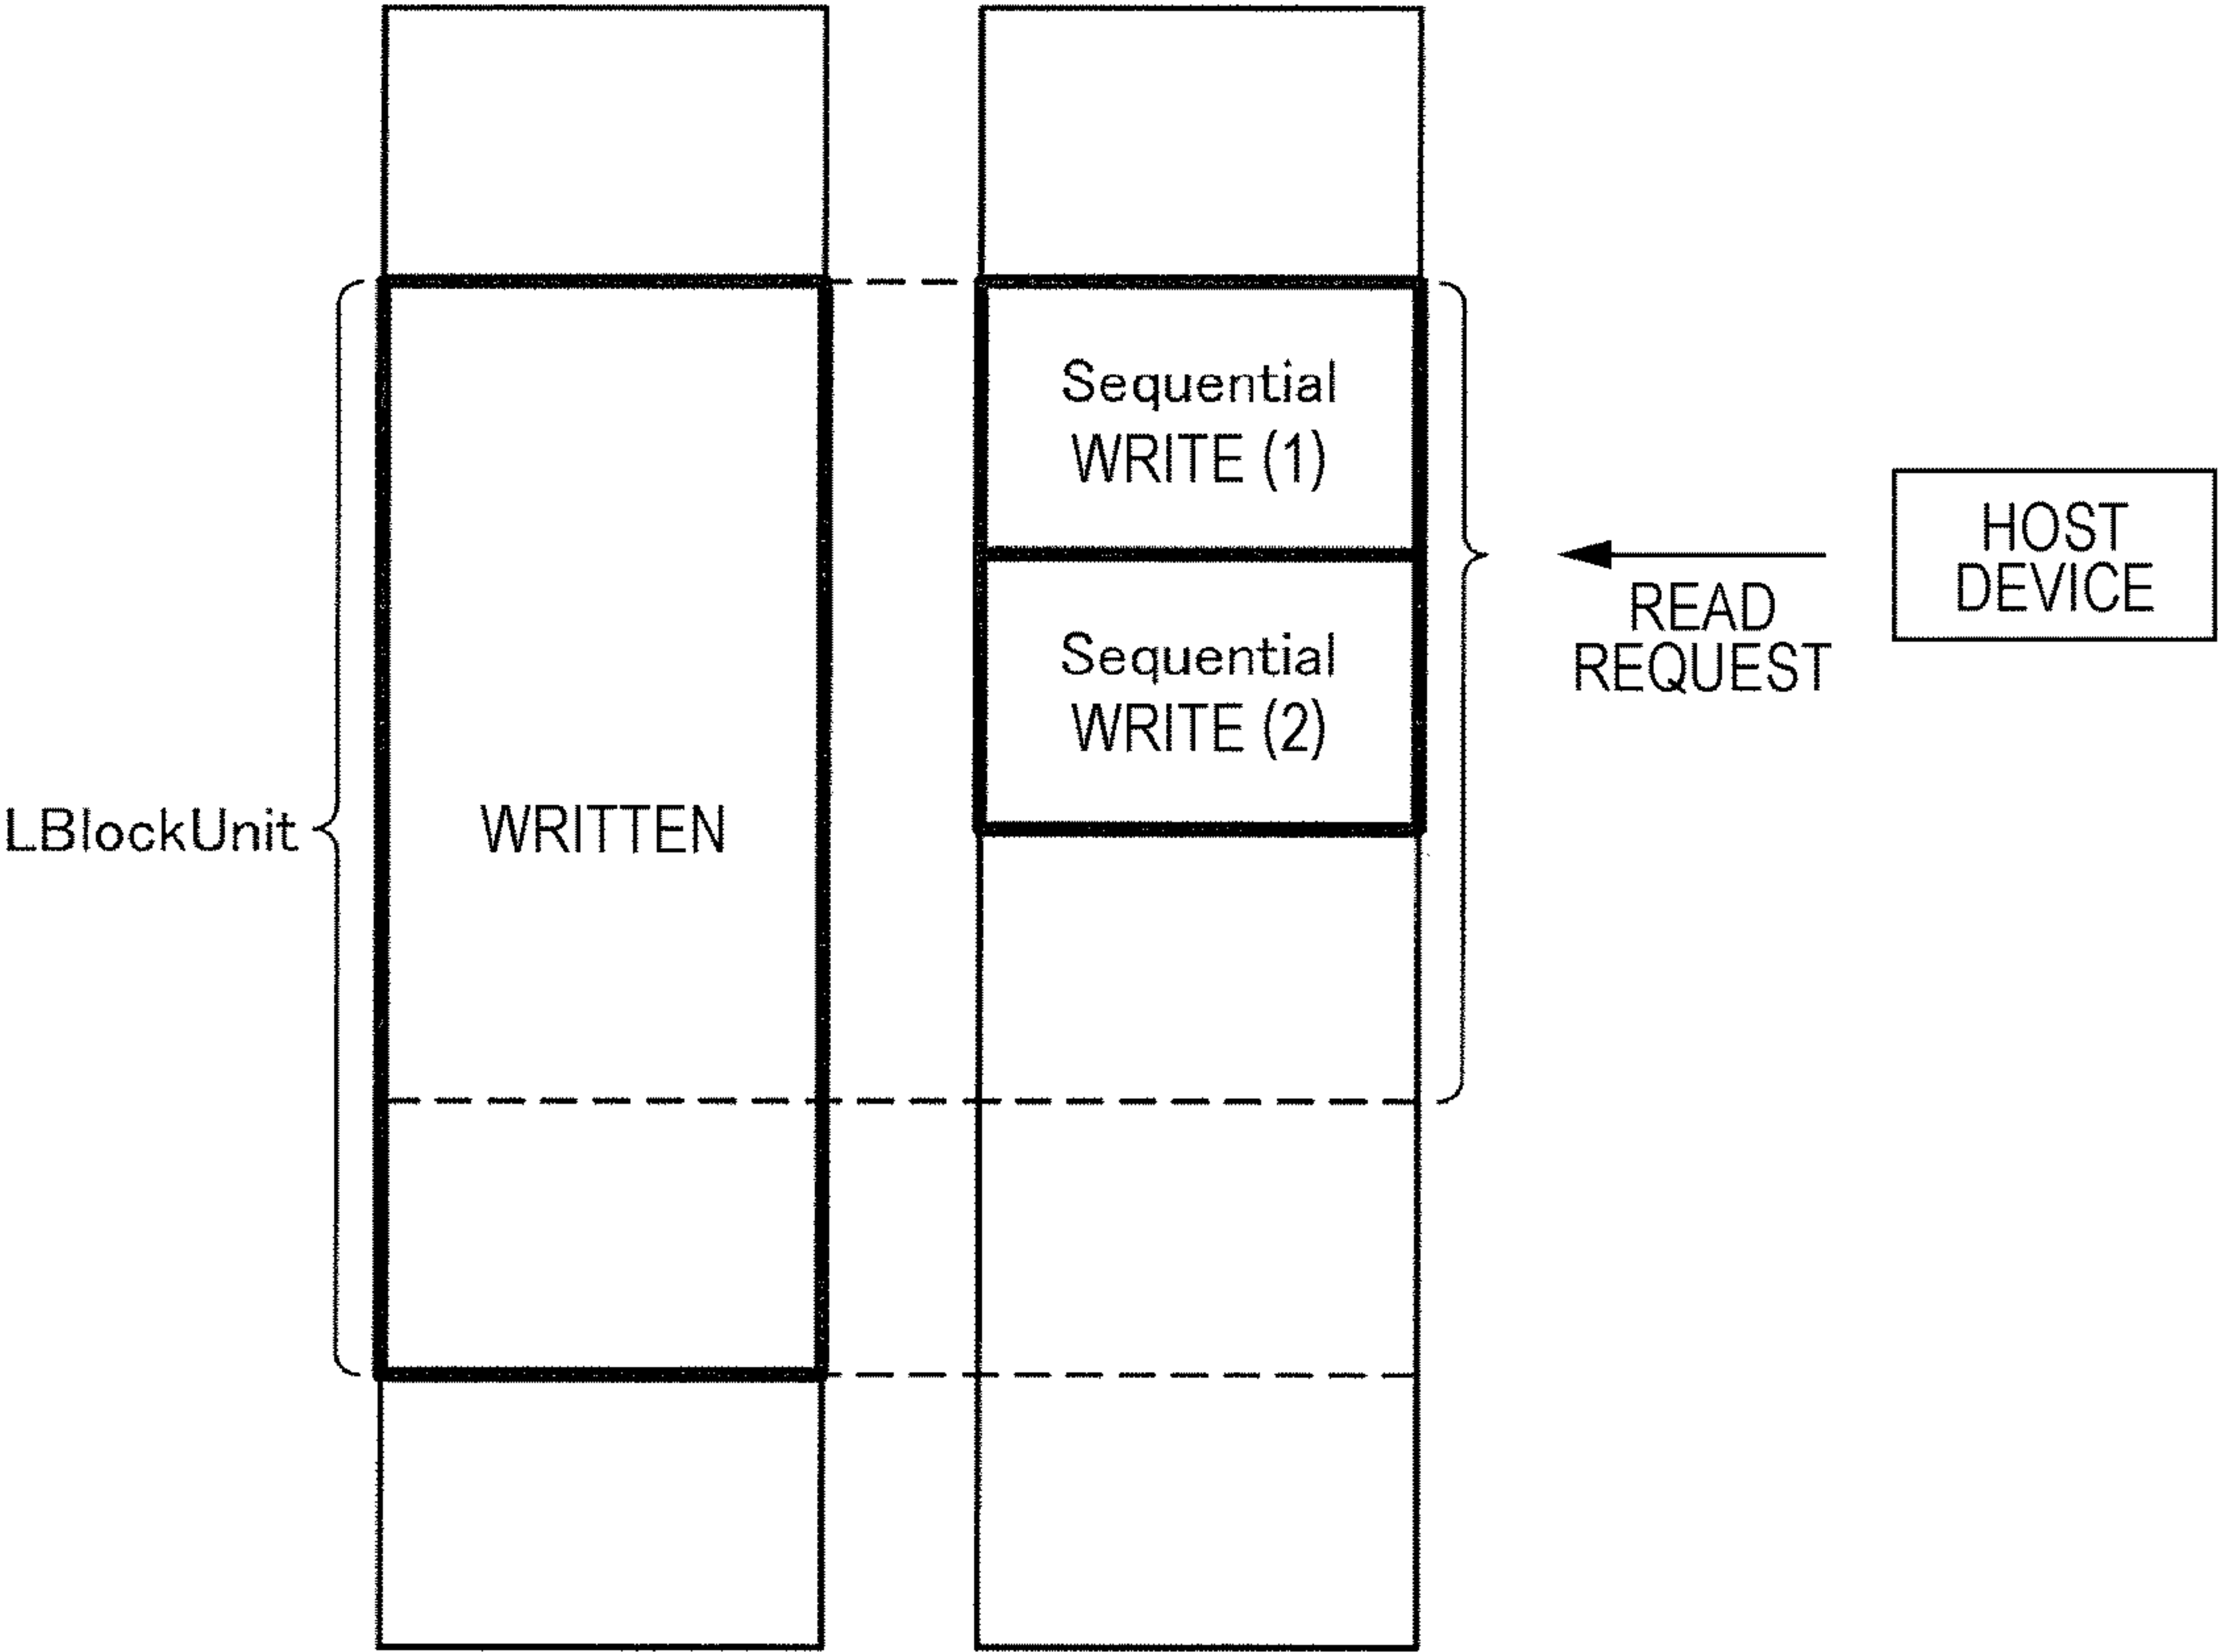 LBlockUnit
WRITTEN
Sequential
WRITE (1)
Sequential
WRITE (2)
READ
REQUEST
HOST
DEVICE